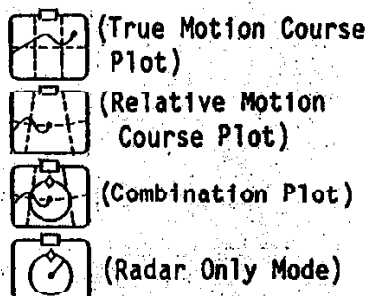 (True Motion Course
Plot)
(Relative Motion
Course Plot)
(Combination Plot)
(Radar Only Mode)